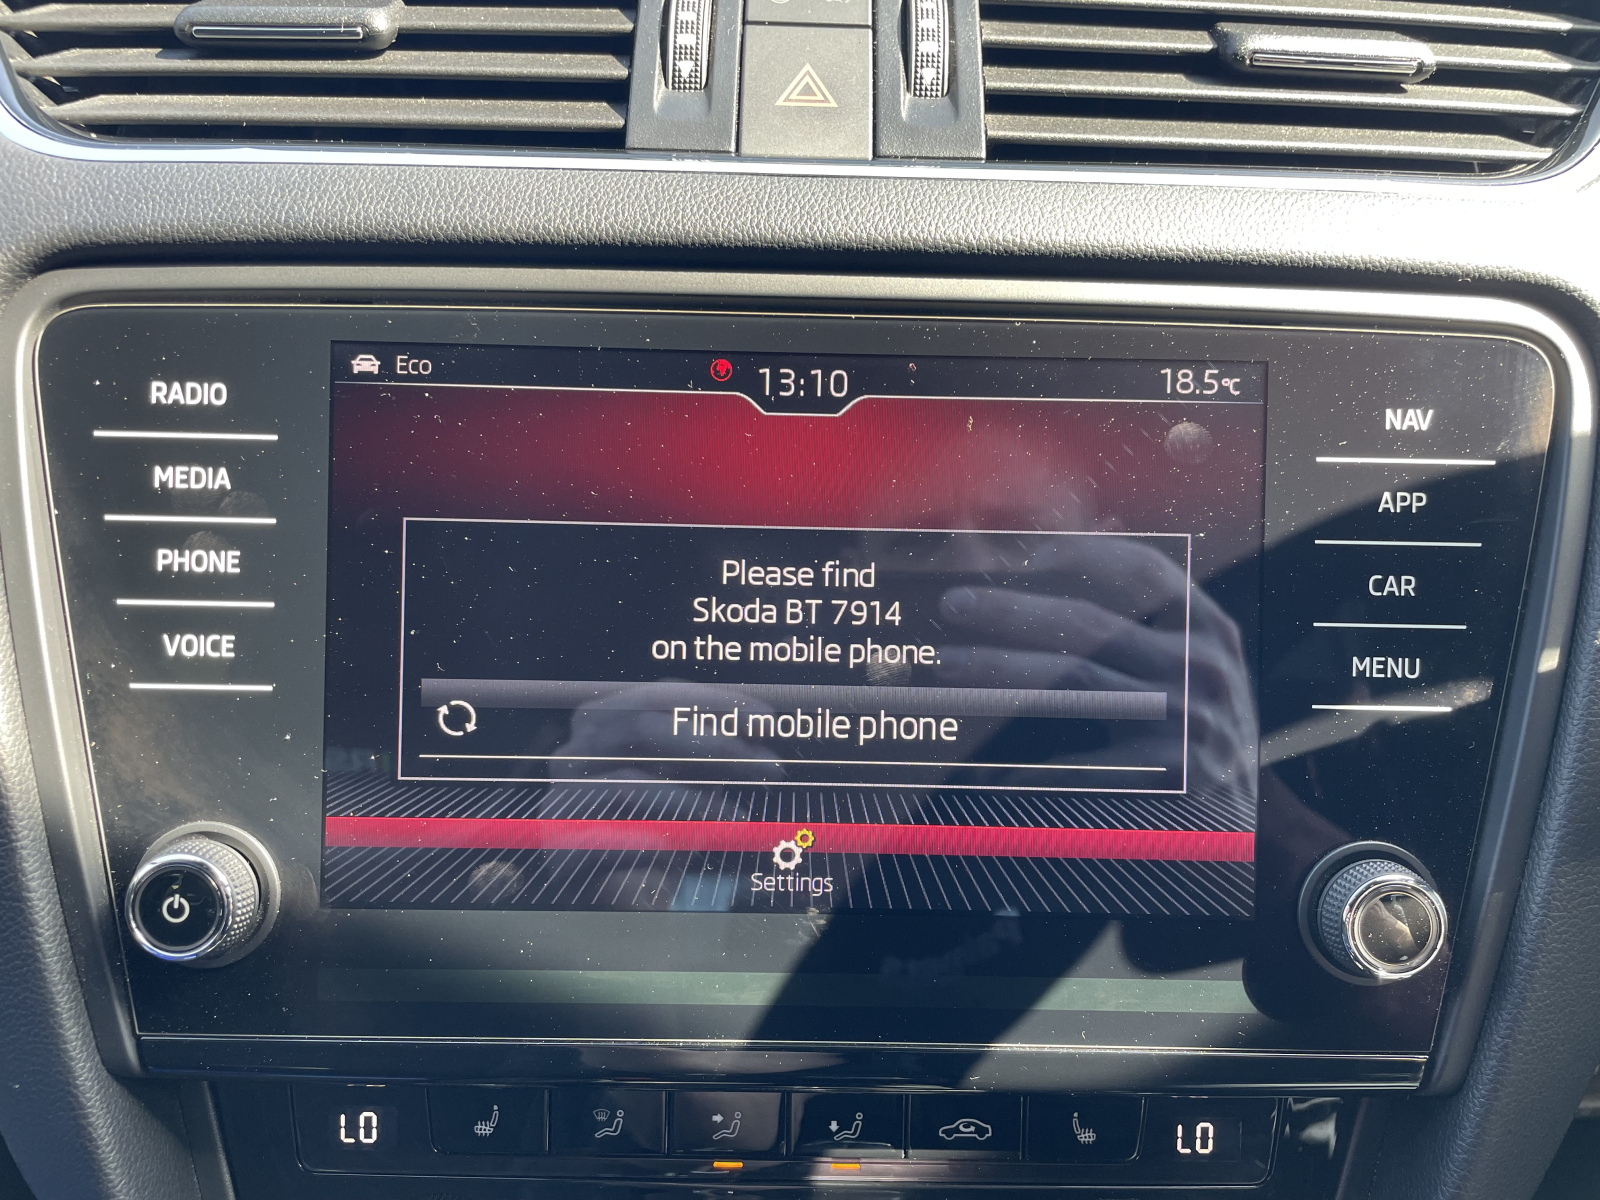 Eco
13:10
18.5°C
RADIO
MEDIA
PHONE
VOICE
NAV
APP
CAR
MENU
Please find
Skoda BT 7914
on the mobile phone.
Find mobile phone
Settings
LO
LO